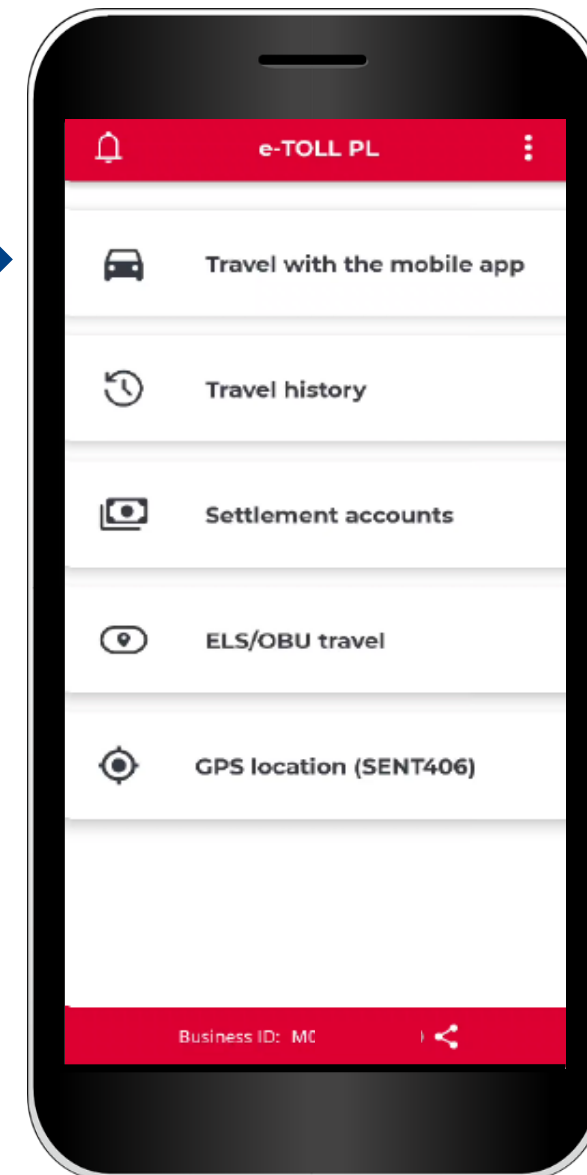 e-TOLL PL
Travel with the mobile app
Travel history
Settlement accounts
ELS/OBU travel
GPS location (SENT406)
Business ID: M0